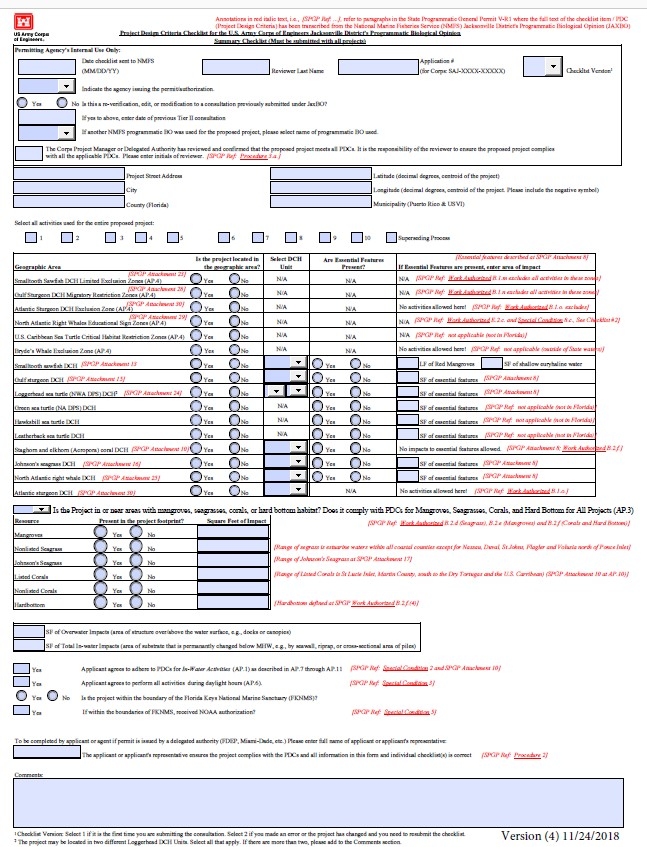 Annotations in red italic text, i.e., [SPGP Ref: ...], refer to paragraphs in the State Programmatic General Permit V-R1 where the full text of the checklist item / PDC
(Project Design Criteria) has been transcribed from the National Marine Fisheries Service (NMFS) Jacksonville District's Programmatic Biological Opinion (JAXBO)
US Army Corps
of Engineers.
Project Design Criteria Checklist for the U.S. Army Corps of Engineers Jacksonville District's Programmatic Biological Opinion
Summary Checklist (Must be submitted with all projects)
Permitting Agency's Internal Use Only:
Date checklist sent to NMFS
(MM/DD/YY)
Reviewer Last Name
Application #
(for Corps: SAJ-XXXX-XXXXX)
Checklist Version¹
Indicate the agency issuing the permit/authorization.
Yes No Is this a re-verification, edit, or modification to a consultation previously submitted under JaxBO?
If yes to above, enter date of previous Tier II consultation
If another NMFS programmatic BO was used for the proposed project, please select name of programmatic BO used.
The Corps Project Manager or Delegated Authority has reviewed and confirmed that the proposed project meets all PDCs. It is the responsibility of the reviewer to ensure the proposed project complies
with all the applicable PDCs. Please enter initials of reviewer. [SPGP Ref: Procedure 3.a.]
Project Street Address Latitude (decimal degrees, centroid of the project)
City Longitude (decimal degrees, centroid of the project. Please include the negative symbol)
County (Florida) Municipality (Puerto Rico & USVI)
Select all activities used for the entire proposed project:
1 2 3 4 5 6 7 8 9 10 Superseding Process
[Essential features described at SPGP Attachment 8]
Is the project located in Select DCH Are Essential Features
Geographic Area the geographic area? Unit Present? If Essential Features are present, enter area of impact
[SPGP Attachment 23]
Smalltooth Sawfish DCH Limited Exclusion Zones (AP.4) Yes No N/A N/A N/A [SPGP Ref: Work Authorized B.1.m excludes all activities in these zones]
[SPGP Attachment 28]
Gulf Sturgeon DCH Migratory Restriction Zones (AP.4) Yes No N/A N/A N/A [SPGP Ref: Work Authorized B.1.n excludes all activities in these zones]
[SPGP Attachment 30]
Atlantic Sturgeon DCH Exclusion Zone (AP.4) Yes No N/A N/A No activities allowed here! [SPGP Ref: Work Authorized B.1.o. excludes]
[SPGP Attachment 29]
North Atlantic Right Whales Educational Sign Zones (AP.4) Yes No N/A N/A N/A [SPGP Ref: Work Authorized E.2.c. and Special Condition 8.c., See Checklist#2]
U.S. Caribbean Sea Turtle Critical Habitat Restriction Zones (AP.4) Yes No N/A N/A N/A [SPGP Ref: not applicable (not in Florida)]
Bryde's Whale Exclusion Zone (AP.4) Yes No N/A N/A No activities allowed here! [SPGP Ref: not applicable (outside of State waters)]
Smalltooth sawfish DCH [SPGP Attachment 13 Yes No Yes No LF of Red Mangroves SF of shallow euryhaline water
Gulf sturgeon DCH [SPGP Attachment 15] Yes No Yes No SF of essential features [SPGP Attachment 8]
Loggerhead sea turtle (NWA DPS) DCH² [SPGP Attachment 24] Yes No Yes No SF of essential features [SPGP Attachment 8]
Green sea turtle (NA DPS) DCH Yes No N/A Yes No SF of essential features [SPGP Ref: not applicable (not in Florida)]
Hawksbill sea turtle DCH Yes No N/A Yes No SF of essential features [SPGP Ref: not applicable (not in Florida)]
Leatherback sea turtle DCH Yes No N/A Yes No SF of essential features [SPGP Ref: not applicable (not in Florida)]
Staghorn and elkhorn (Acropora) coral DCH [SPGP Attachment 19] Yes No Yes No No impacts to essential features allowed. [SPGP Attachment 8; Work Authorized B.2.f.]
Johnson's seagrass DCH [SPGP Attachment 16] Yes No Yes No SF of essential features [SPGP Attachment 8]
North Atlantic right whale DCH [SPGP Attachment 25] Yes No Yes No SF of essential features [SPGP Attachment 8]
Atlantic sturgeon DCH [SPGP Attachment 30] Yes No N/A No activities allowed here! [SPGP Ref: Work Authorized B.1.o.]
Is the Project in or near areas with mangroves, seagrasses, corals, or hard bottom habitat? Does it comply with PDCs for Mangroves, Seagrasses, Corals, and Hard Bottom for All Projects (AP.3)
Resource Present in the project footprint? Square Feet of Impact [SPGP Ref: Work Authorized B.2.d (Seagrass), B.2.e (Mangroves) and B.2.f (Corals and Hard Bottom)]
Mangroves Yes No
Nonlisted Seagrass Yes No [Range of seagrass is estuarine waters within all coastal counties except for Nassau, Duval, St Johns, Flagler and Volusia north of Ponce Inlet]
Johnson's Seagrass Yes No [Range of Johnson's Seagrass at SPGP Attachment 17]
Listed Corals Yes No [Range of Listed Corals is St Lucie Inlet, Martin County, south to the Dry Tortugas and the U.S. Carribean) (SPGP Attachment 10 at AP.10)]
Nonlisted Corals Yes No
Hardbottom Yes No [Hardbottom defined at SPGP Work Authorized B.2.f.(4)]
SF of Overwater Impacts (area of structure over/above the water surface, e.g., docks or canopies)
SF of Total In-water Impacts (area of substrate that is permanently changed below MHW, e.g., by seawall, riprap, or cross-sectional area of piles)
Yes Applicant agrees to adhere to PDCs for In-Water Activities (AP.1) as described in AP.7 through AP.11 [SPGP Ref: Special Condition 2 and SPGP Attachment 10]
Yes Applicant agrees to perform all activities during daylight hours (AP.6). [SPGP Ref: Special Condition 5]
Yes No Is the project within the boundary of the Florida Keys National Marine Sanctuary (FKNMS)?
Yes If within the boundaries of FKNMS, received NOAA authorization? [SPGP Ref: Special Condition 3]
To be completed by applicant or agent if permit is issued by a delegated authority (FDEP, Miami-Dade, etc.) Please enter full name of applicant or applicant's representative:
The applicant or applicant's representative ensures the project complies with the PDCs and all information in this form and individual checklist(s) is correct [SPGP Ref: Procedure 2]
Comments:
¹ Checklist Version: Select 1 if it is the first time you are submitting the consultation. Select 2 if you made an error or the project has changed and you need to resubmit the checklist.
² The project may be located in two different Loggerhead DCH Units. Select all that apply. If there are more than two, please add to the Comments section.
Version (4) 11/24/2018